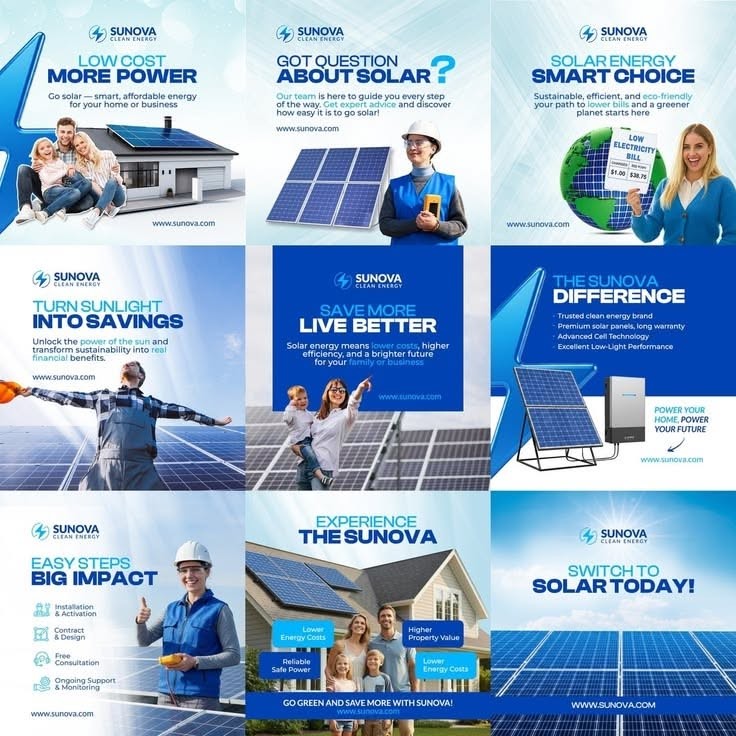 SUNOVA
CLEAN ENERGY
LOW COST
MORE POWER
Go solar — smart, affordable energy
for your home or business
www.sunova.com
SUNOVA
CLEAN ENERGY
GOT QUESTION
ABOUT SOLAR ?
Our team is here to guide you every step
of the way. Get expert advice and discover
how easy it is to go solar!
www.sunova.com
SUNOVA
CLEAN ENERGY
SOLAR ENERGY
SMART CHOICE
Sustainable, efficient, and eco-friendly
your path to lower bills and a greener
planet starts here
LOW
ELECTRICITY
BILL
$1.00 $38.75
www.sunova.com
SUNOVA
CLEAN ENERGY
TURN SUNLIGHT
INTO SAVINGS
Unlock the power of the sun and
transform sustainability into real
financial benefits.
www.sunova.com
SUNOVA
CLEAN ENERGY
SAVE MORE
LIVE BETTER
Solar energy means lower costs, higher
efficiency, and a brighter future
for your family or business
www.sunova.com
THE SUNOVA
DIFFERENCE
· Trusted clean energy brand
· Premium solar panels, long warranty
· Advanced Cell Technology
· Excellent Low-Light Performance
POWER YOUR
HOME, POWER
YOUR FUTURE
www.sunova.com
SUNOVA
CLEAN ENERGY
EASY STEPS
BIG IMPACT
Installation
& Activation
Contract
& Design
Free
Consultation
Ongoing Support
& Monitoring
www.sunova.com
EXPERIENCE
THE SUNOVA
Lower
Energy Costs
Higher
Property Value
Reliable
Safe Power
Lower
Energy Costs
GO GREEN AND SAVE MORE WITH SUNOVA!
www.sunova.com
SUNOVA
CLEAN ENERGY
SWITCH TO
SOLAR TODAY!
WWW.SUNOVA.COM